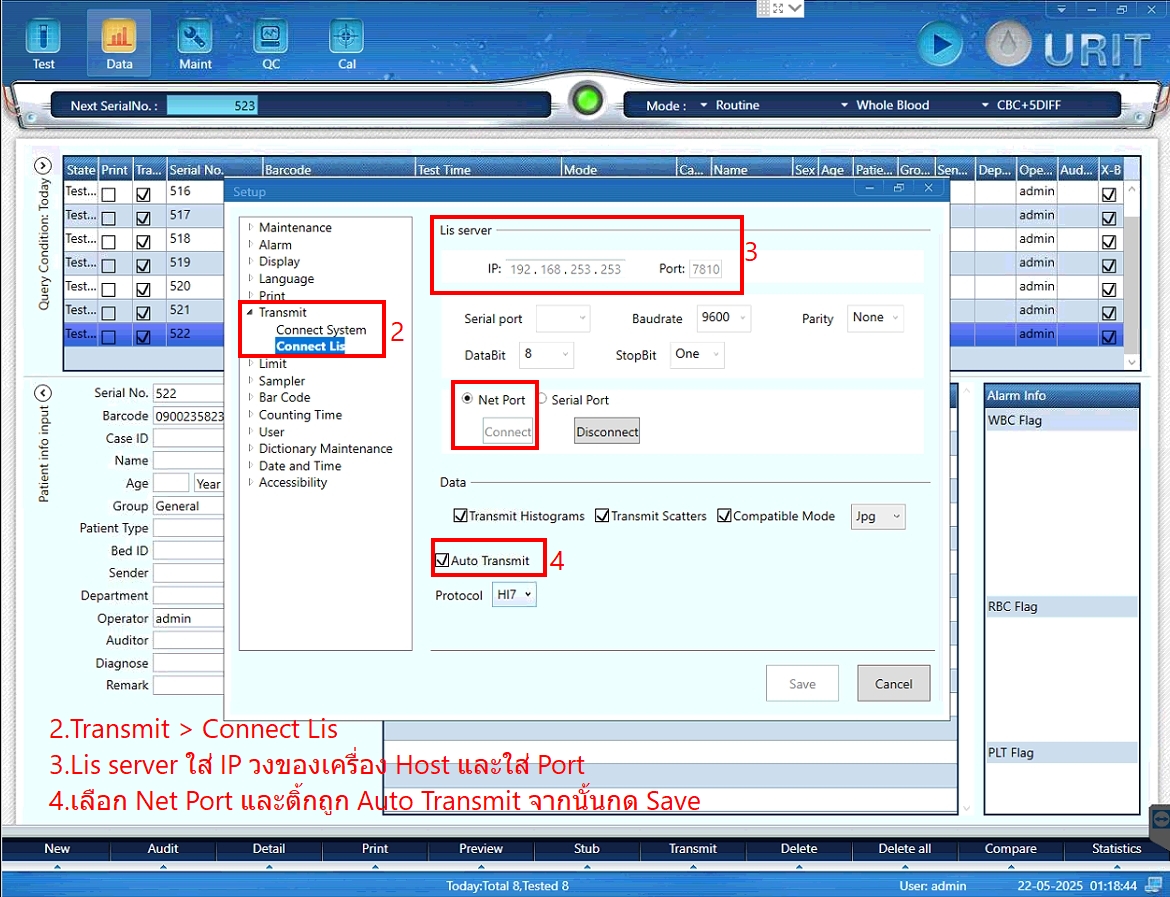 Test
Data
Maint
QC
Cal
URIT
Next SerialNo. : 523
Mode : Routine Whole Blood CBC+5DIFF
Query Condition: Today
State Print Tra... Serial No. Barcode Test Time Mode Ca... Name Sex Age Patie... Gro... Sen... Dep... Ope... Aud... X-B
Test... 516 admin
Test... 517 admin
Test... 518 admin
Test... 519 admin
Test... 520 admin
Test... 521 admin
Test... 522 admin
Setup
Maintenance
Alarm
Display
Language
Print
Transmit
Connect System
Connect Lis
Limit
Sampler
Bar Code
Counting Time
User
Dictionary Maintenance
Date and Time
Accessibility
2
Lis server
IP: 192 . 168 . 253 . 253 Port: 7810
3
Serial port Baudrate 9600 Parity None
DataBit 8 StopBit One
Net Port Serial Port
Connect Disconnect
Data
Transmit Histograms Transmit Scatters Compatible Mode Jpg
Auto Transmit
4
Protocol HI7
Save Cancel
Patient info input
Serial No. 522
Barcode 0900235823
Case ID
Name
Age Year
Group General
Patient Type
Bed ID
Sender
Department
Operator admin
Auditor
Diagnose
Remark
Alarm Info
WBC Flag
RBC Flag
PLT Flag
2.Transmit > Connect Lis
3.Lis server ใส่ IP วงของเครื่อง Host และใส่ Port
4.เลือก Net Port และติ้กถูก Auto Transmit จากนั้นกด Save
New Audit Detail Print Preview Stub Transmit Delete Delete all Compare Statistics
Today:Total 8,Tested 8 User: admin 22-05-2025 01:18:44